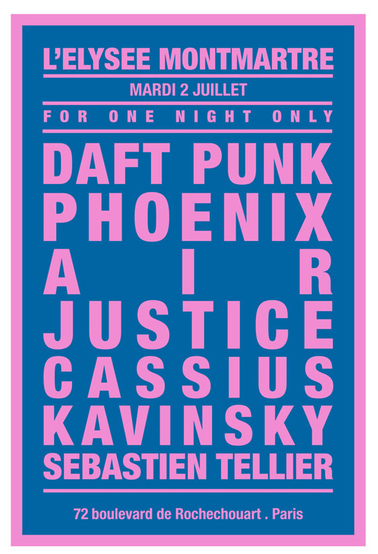 L'ELYSEE MONTMARTRE
MARDI 2 JUILLET
FOR ONE NIGHT ONLY
DAFT PUNK
PHOENIX
AIR
JUSTICE
CASSIUS
KAVINSKY
SEBASTIEN TELLIER
72 boulevard de Rochechouart . Paris